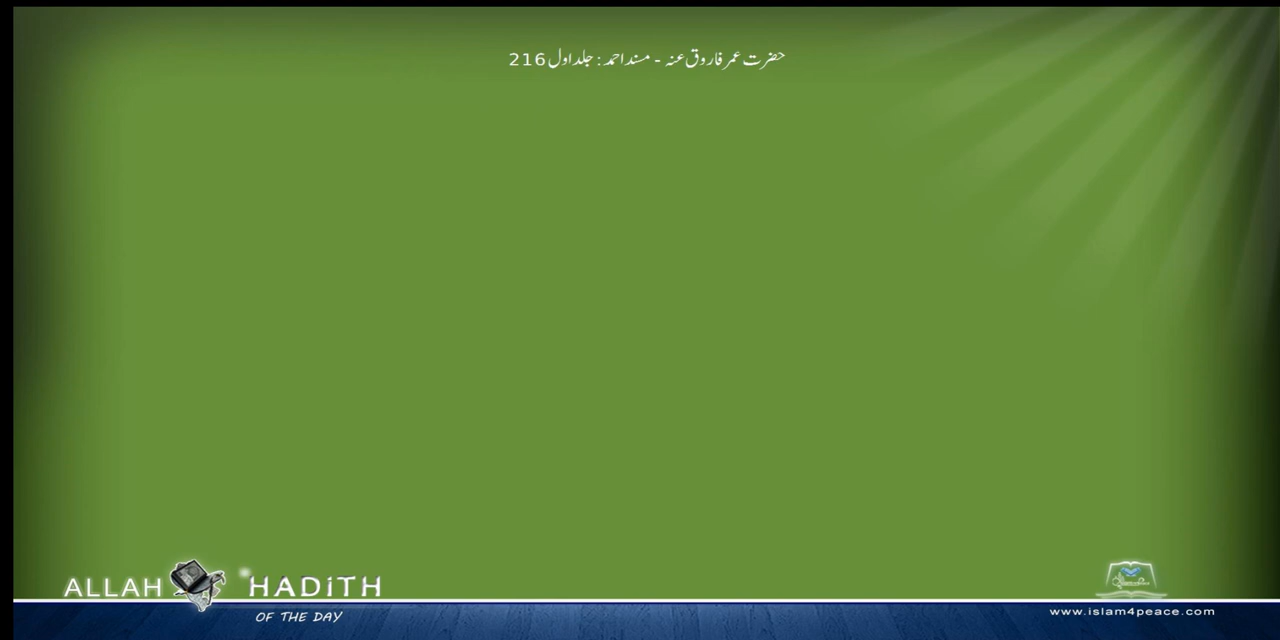 حضرت عمر فاروق عنہ - مسند احمد : جلد اول 216
ALLAH HADITH
OF THE DAY
www.islam4peace.com